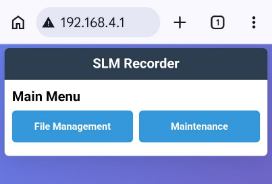 192.168.4.1
1
SLM Recorder
Main Menu
File Management Maintenance